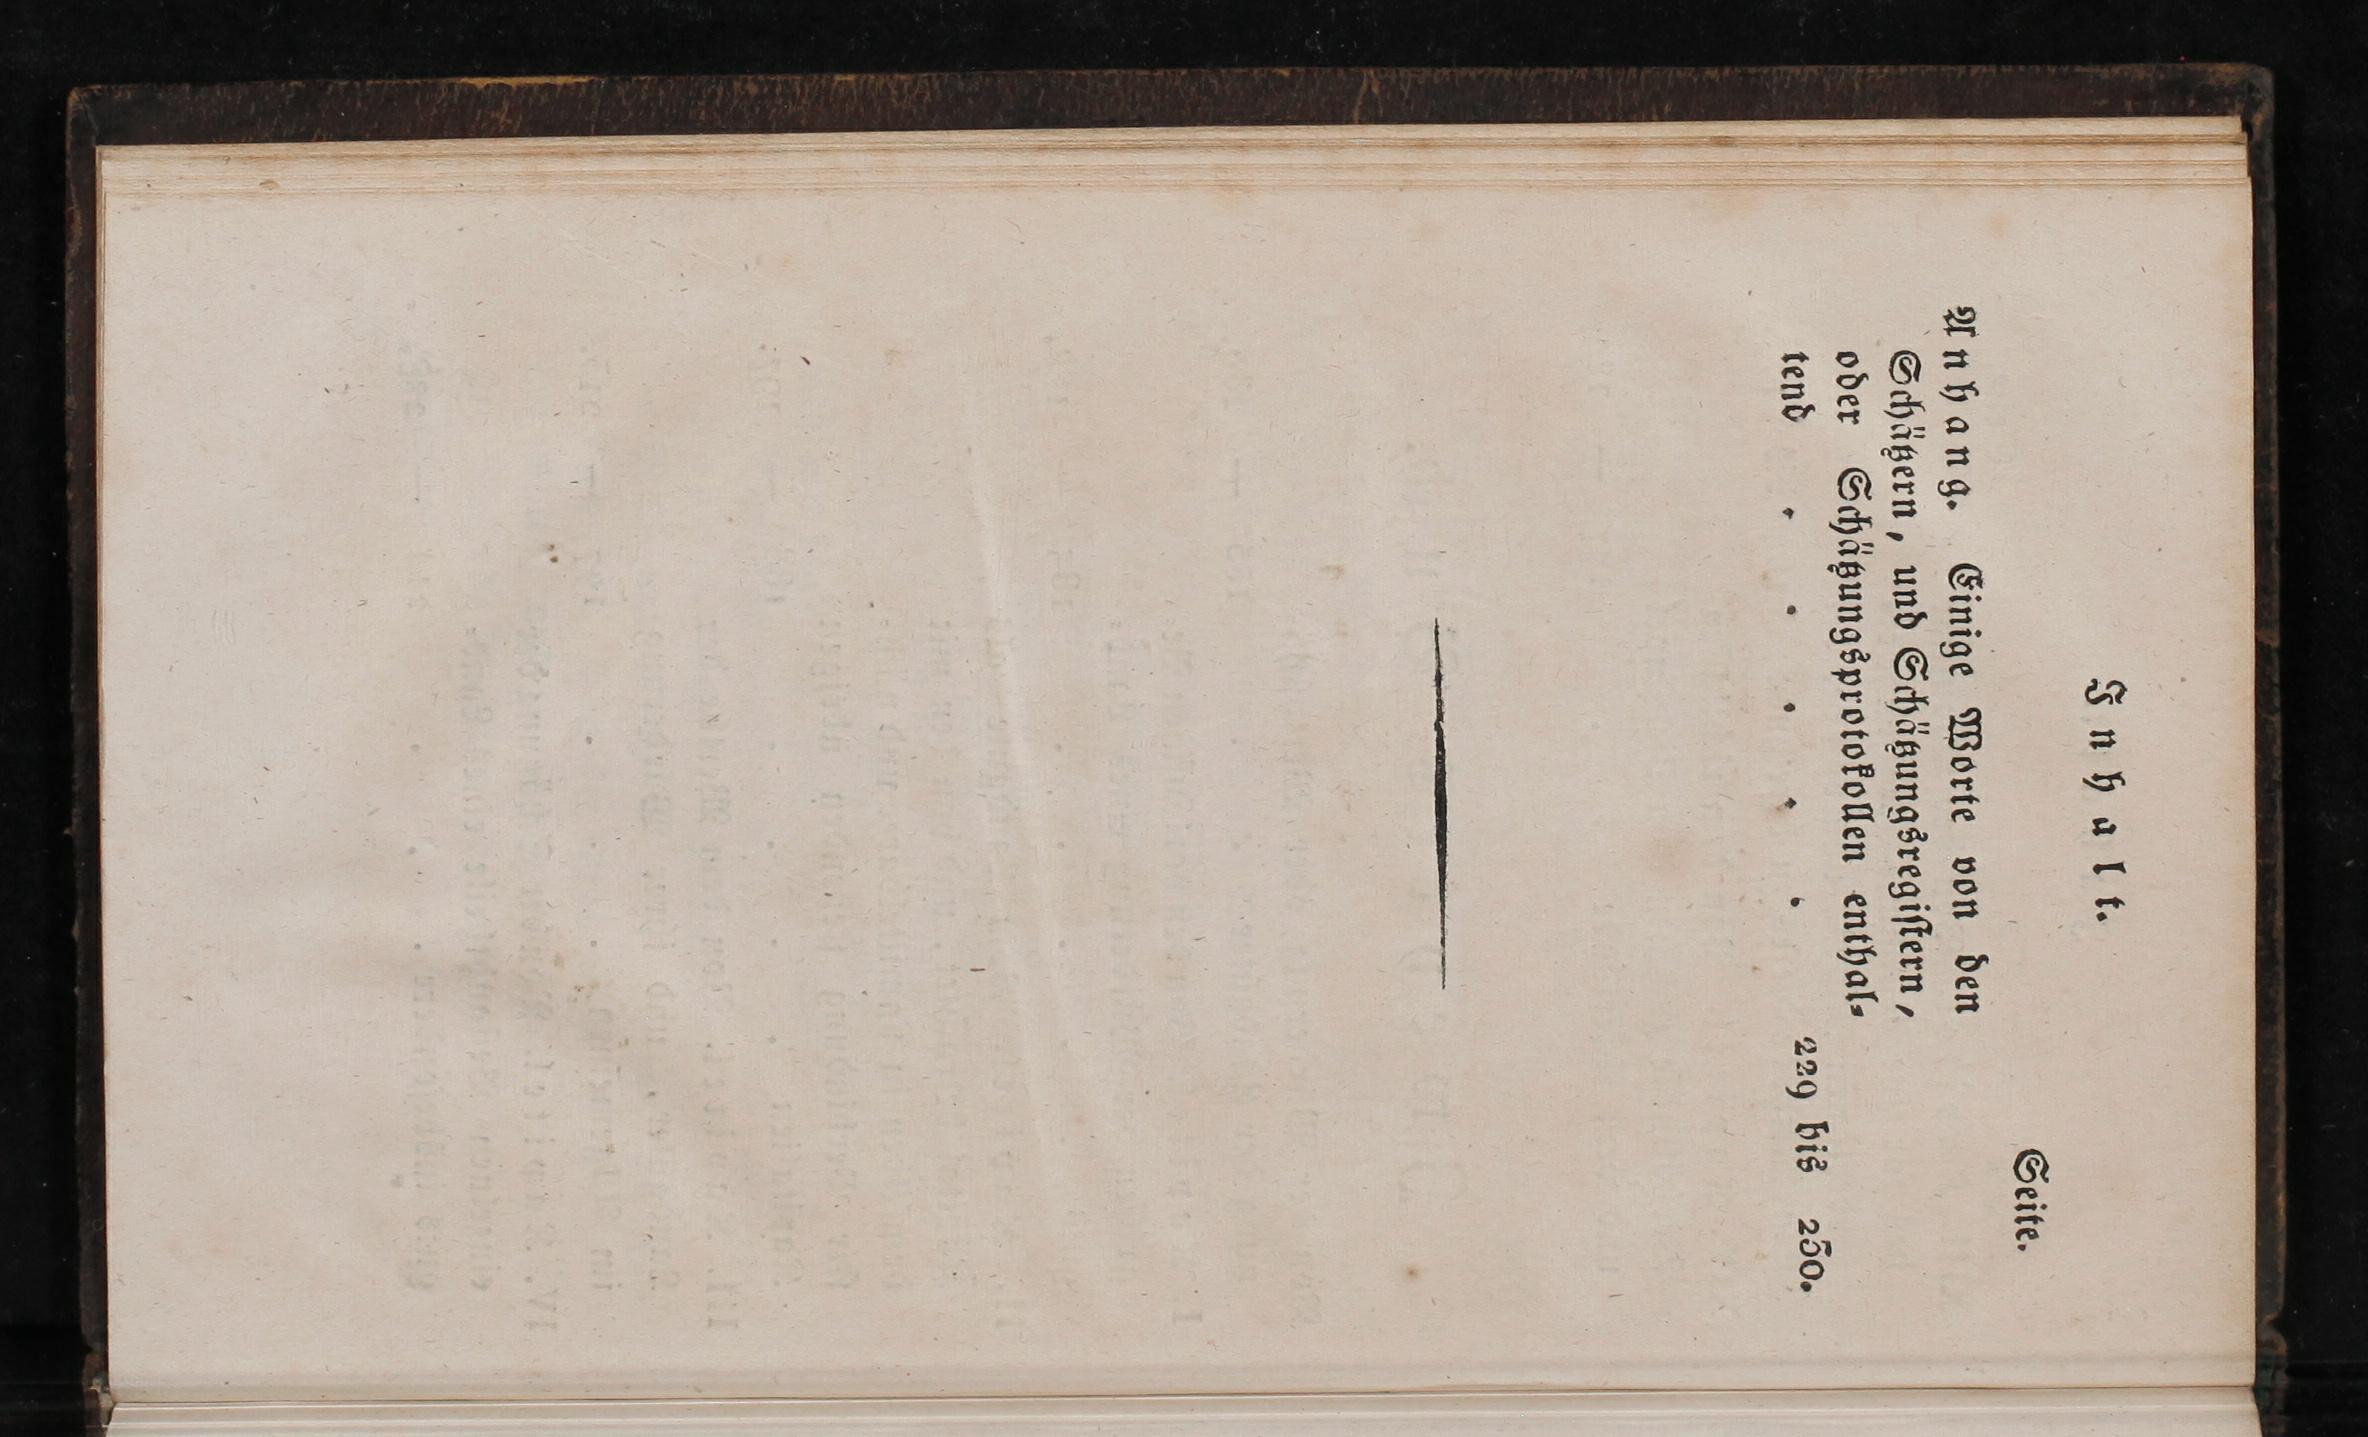 Inhalt.
Seite.
Anhang. Einige Worte von den
Schätzern, und Schätzungsregistern,
oder Schätzungsprotokollen enthal-
tend . . . . . 229 bis 250.